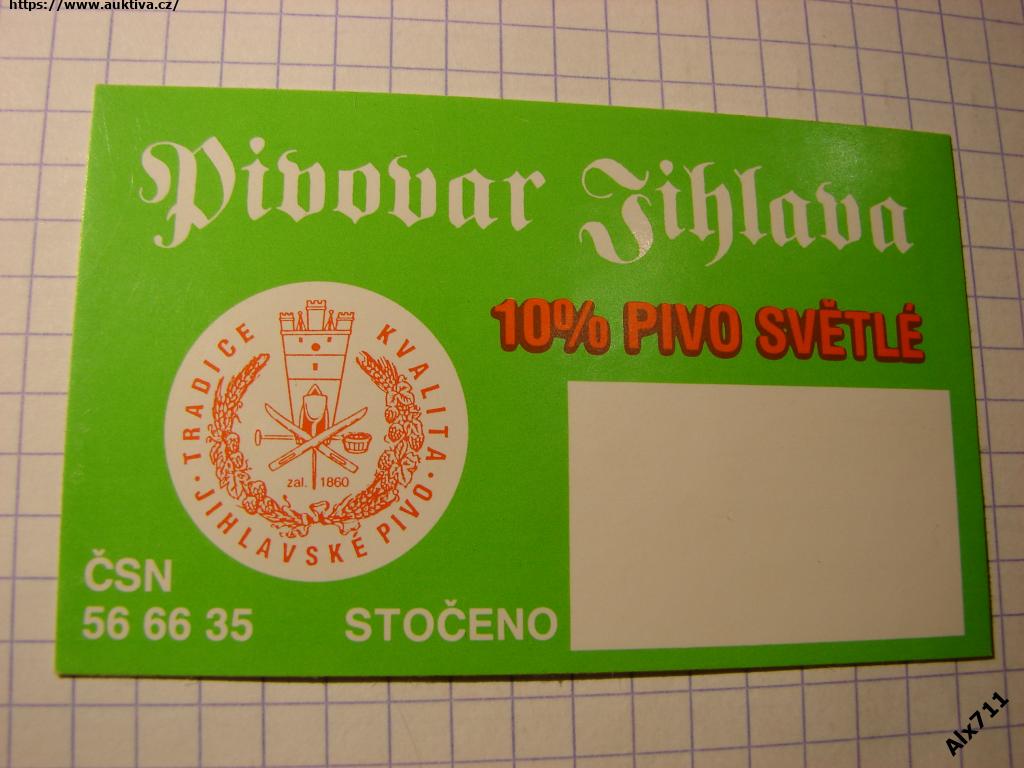 https://www.auktiva.cz/
Pivovar Jihlava
10% PIVO SVĚTLÉ
· TRADICE KVALITA ·
· JIHLAVSKÉ PIVO ·
zal. 1860
ČSN
56 66 35
STOČENO
Alx711